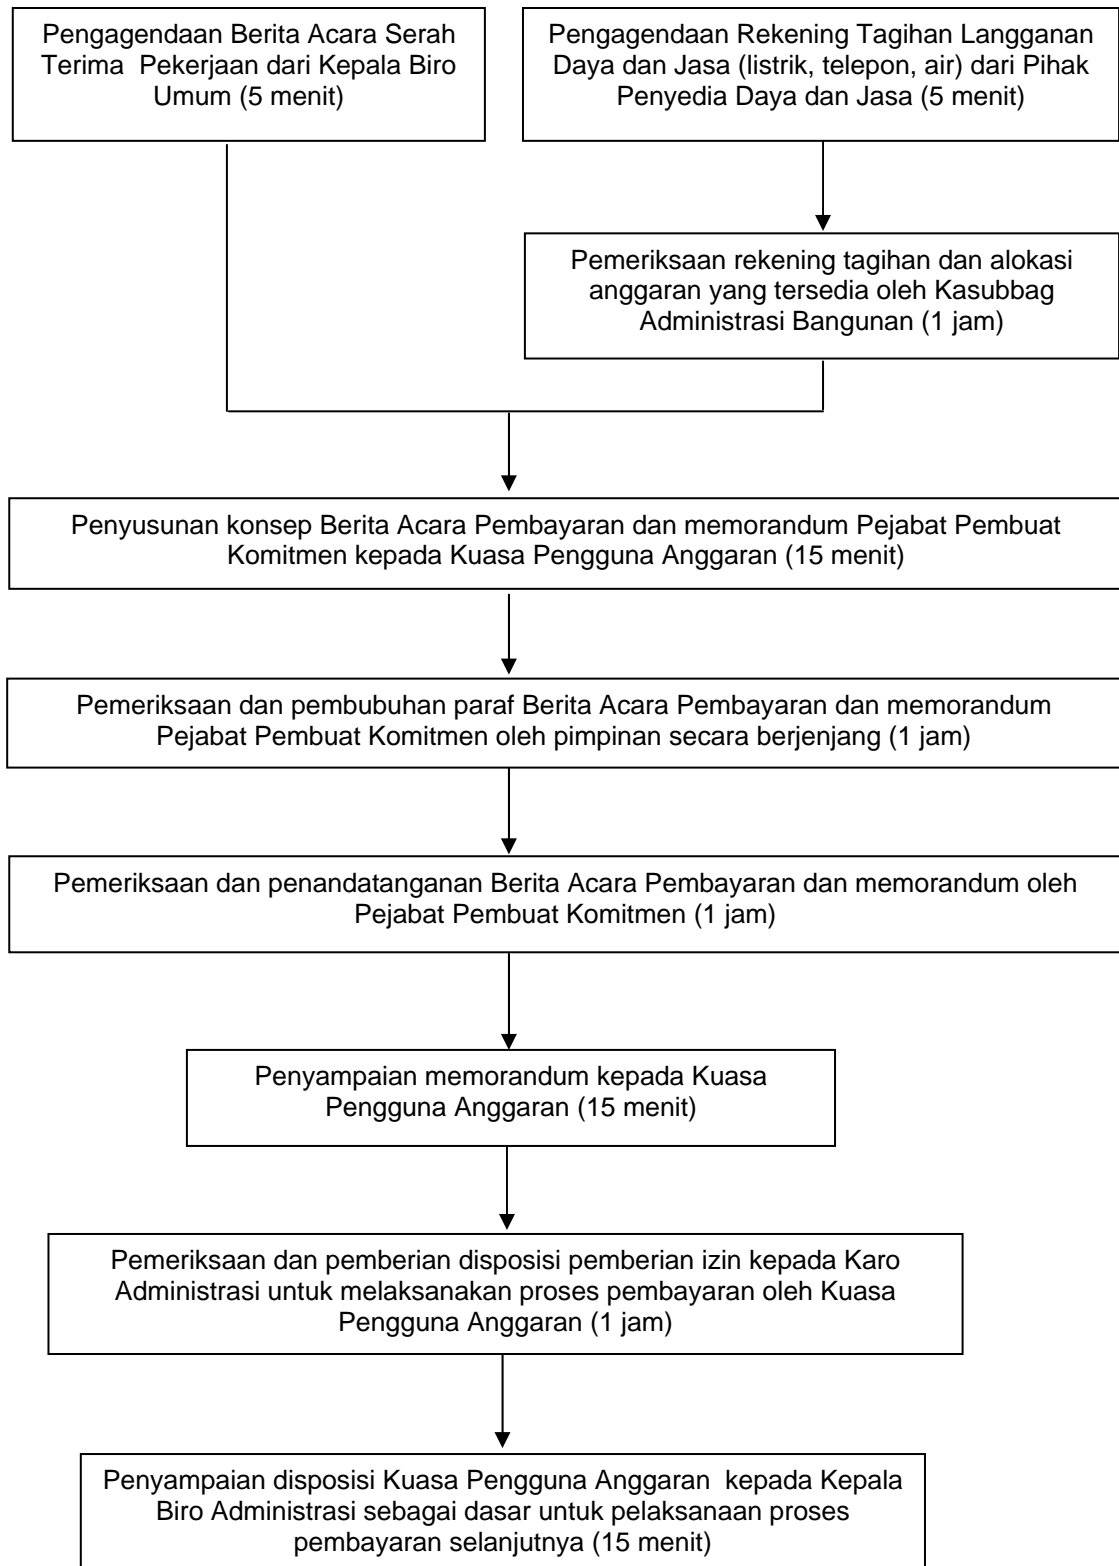 Pengagendaan Berita Acara Serah
Terima  Pekerjaan dari Kepala Biro
Umum (5 menit)
Pengagendaan Rekening Tagihan Langganan
Daya dan Jasa (listrik, telepon, air) dari Pihak
Penyedia Daya dan Jasa (5 menit)
Pemeriksaan rekening tagihan dan alokasi
anggaran yang tersedia oleh Kasubbag
Administrasi Bangunan (1 jam)
Penyusunan konsep Berita Acara Pembayaran dan memorandum Pejabat Pembuat
Komitmen kepada Kuasa Pengguna Anggaran (15 menit)
Pemeriksaan dan pembubuhan paraf Berita Acara Pembayaran dan memorandum
Pejabat Pembuat Komitmen oleh pimpinan secara berjenjang (1 jam)
Pemeriksaan dan penandatanganan Berita Acara Pembayaran dan memorandum oleh
Pejabat Pembuat Komitmen (1 jam)
Penyampaian memorandum kepada Kuasa
Pengguna Anggaran (15 menit)
Pemeriksaan dan pemberian disposisi pemberian izin kepada Karo
Administrasi untuk melaksanakan proses pembayaran oleh Kuasa
Pengguna Anggaran (1 jam)
Penyampaian disposisi Kuasa Pengguna Anggaran  kepada Kepala
Biro Administrasi sebagai dasar untuk pelaksanaan proses
pembayaran selanjutnya (15 menit)